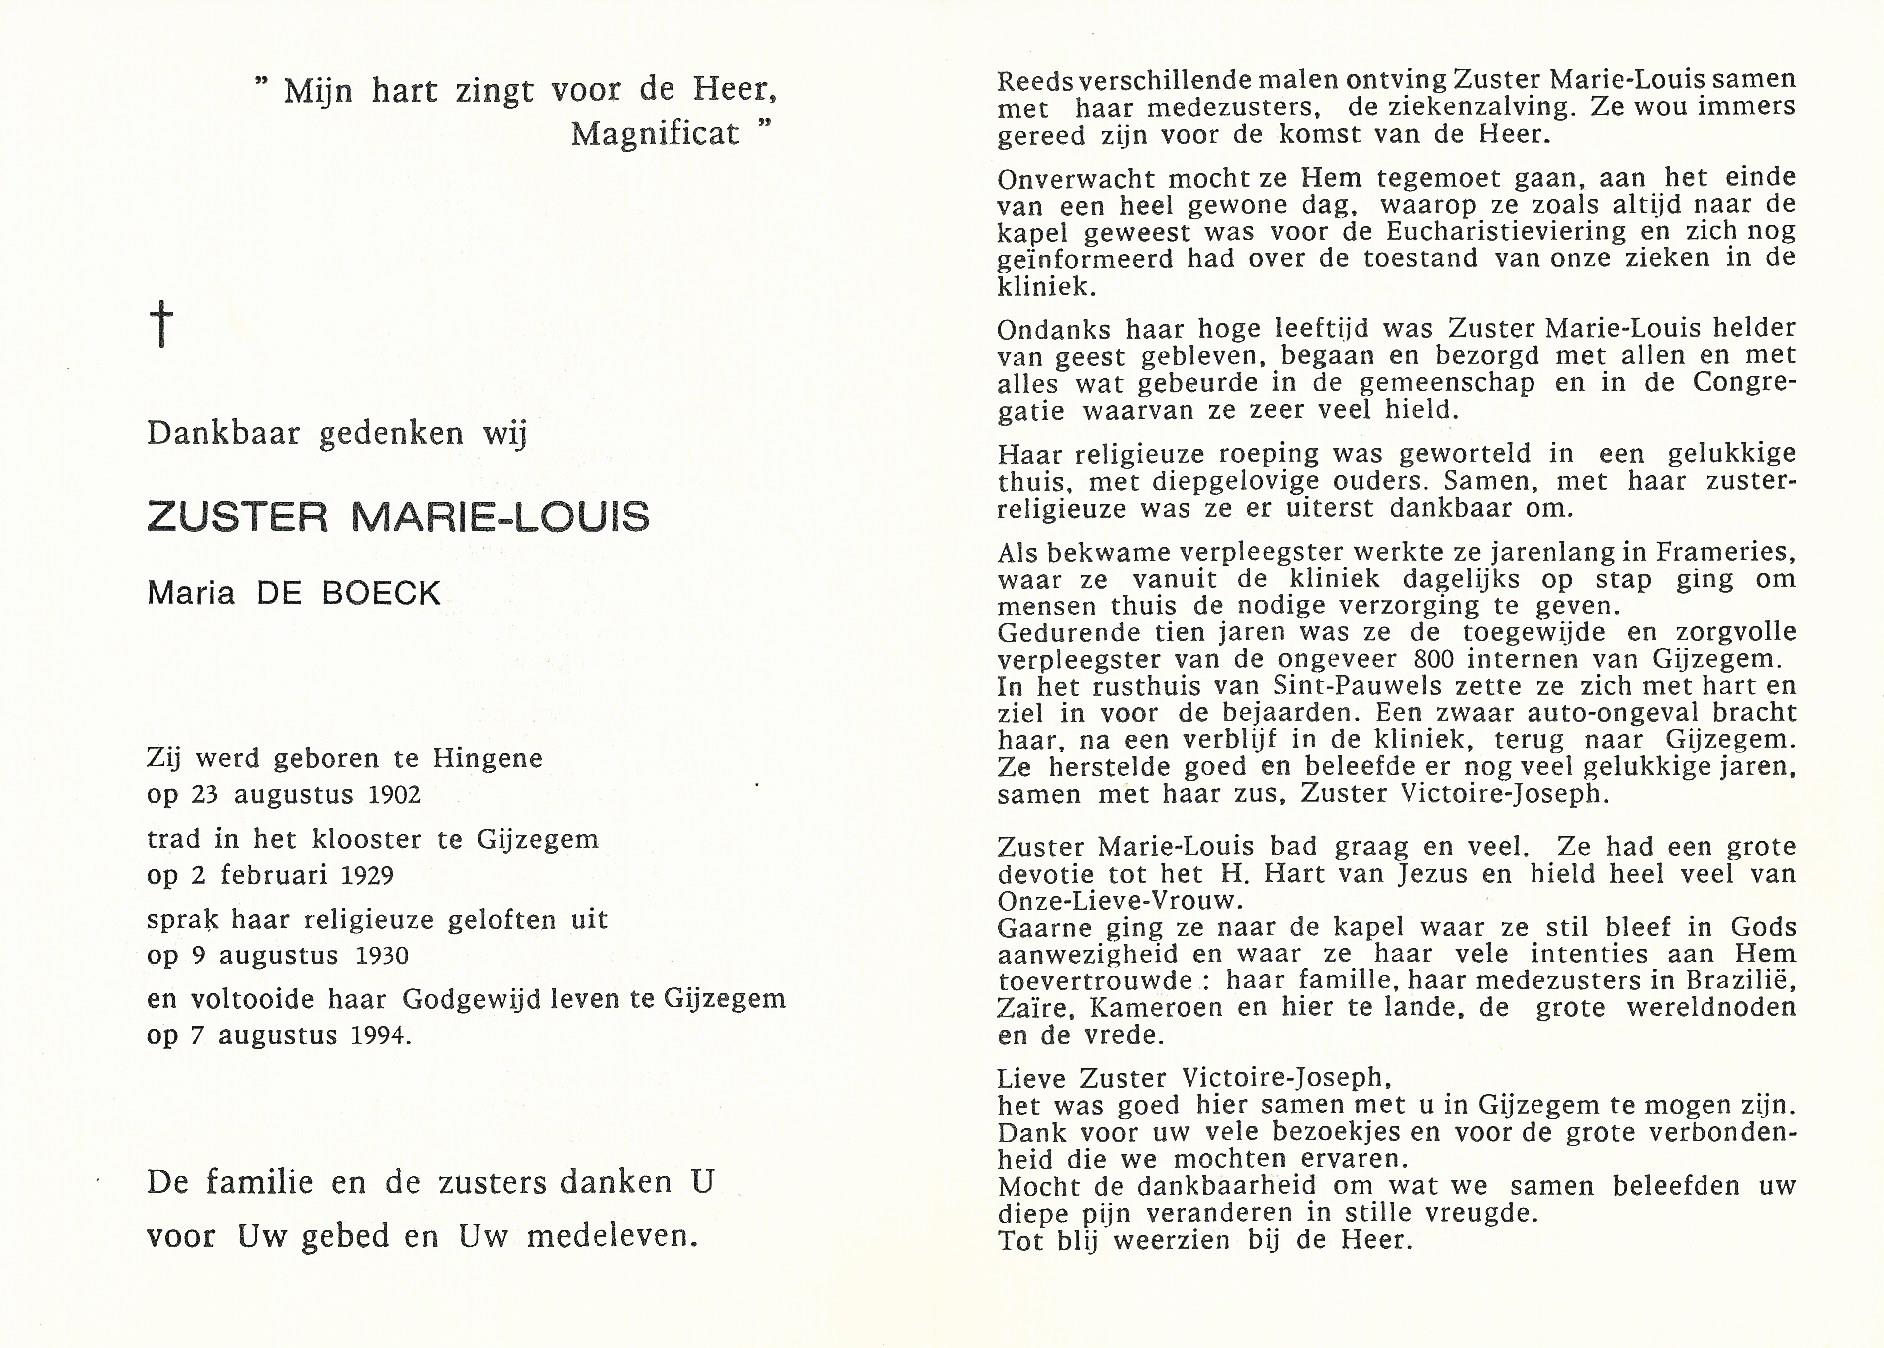 " Mijn hart zingt voor de Heer,
Magnificat "
†
Dankbaar gedenken wij
ZUSTER MARIE-LOUIS
Maria DE BOECK
Zij werd geboren te Hingene
op 23 augustus 1902
trad in het klooster te Gijzegem
op 2 februari 1929
sprak haar religieuze geloften uit
op 9 augustus 1930
en voltooide haar Godgewijd leven te Gijzegem
op 7 augustus 1994.
De familie en de zusters danken U
voor Uw gebed en Uw medeleven.
Reeds verschillende malen ontving Zuster Marie-Louis samen
met haar medezusters, de ziekenzalving. Ze wou immers
gereed zijn voor de komst van de Heer.
Onverwacht mocht ze Hem tegemoet gaan, aan het einde
van een heel gewone dag, waarop ze zoals altijd naar de
kapel geweest was voor de Eucharistieviering en zich nog
geïnformeerd had over de toestand van onze zieken in de
kliniek.
Ondanks haar hoge leeftijd was Zuster Marie-Louis helder
van geest gebleven, begaan en bezorgd met allen en met
alles wat gebeurde in de gemeenschap en in de Congre-
gatie waarvan ze zeer veel hield.
Haar religieuze roeping was geworteld in een gelukkige
thuis, met diepgelovige ouders. Samen, met haar zuster-
religieuze was ze er uiterst dankbaar om.
Als bekwame verpleegster werkte ze jarenlang in Frameries,
waar ze vanuit de kliniek dagelijks op stap ging om
mensen thuis de nodige verzorging te geven.
Gedurende tien jaren was ze de toegewijde en zorgvolle
verpleegster van de ongeveer 800 internen van Gijzegem.
In het rusthuis van Sint-Pauwels zette ze zich met hart en
ziel in voor de bejaarden. Een zwaar auto-ongeval bracht
haar, na een verblijf in de kliniek, terug naar Gijzegem.
Ze herstelde goed en beleefde er nog veel gelukkige jaren,
samen met haar zus, Zuster Victoire-Joseph.
Zuster Marie-Louis bad graag en veel. Ze had een grote
devotie tot het H. Hart van Jezus en hield heel veel van
Onze-Lieve-Vrouw.
Gaarne ging ze naar de kapel waar ze stil bleef in Gods
aanwezigheid en waar ze haar vele intenties aan Hem
toevertrouwde : haar famille, haar medezusters in Brazilië,
Zaïre, Kameroen en hier te lande, de grote wereldnoden
en de vrede.
Lieve Zuster Victoire-Joseph,
het was goed hier samen met u in Gijzegem te mogen zijn.
Dank voor uw vele bezoekjes en voor de grote verbonden-
heid die we mochten ervaren.
Mocht de dankbaarheid om wat we samen beleefden uw
diepe pijn veranderen in stille vreugde.
Tot blij weerzien bij de Heer.